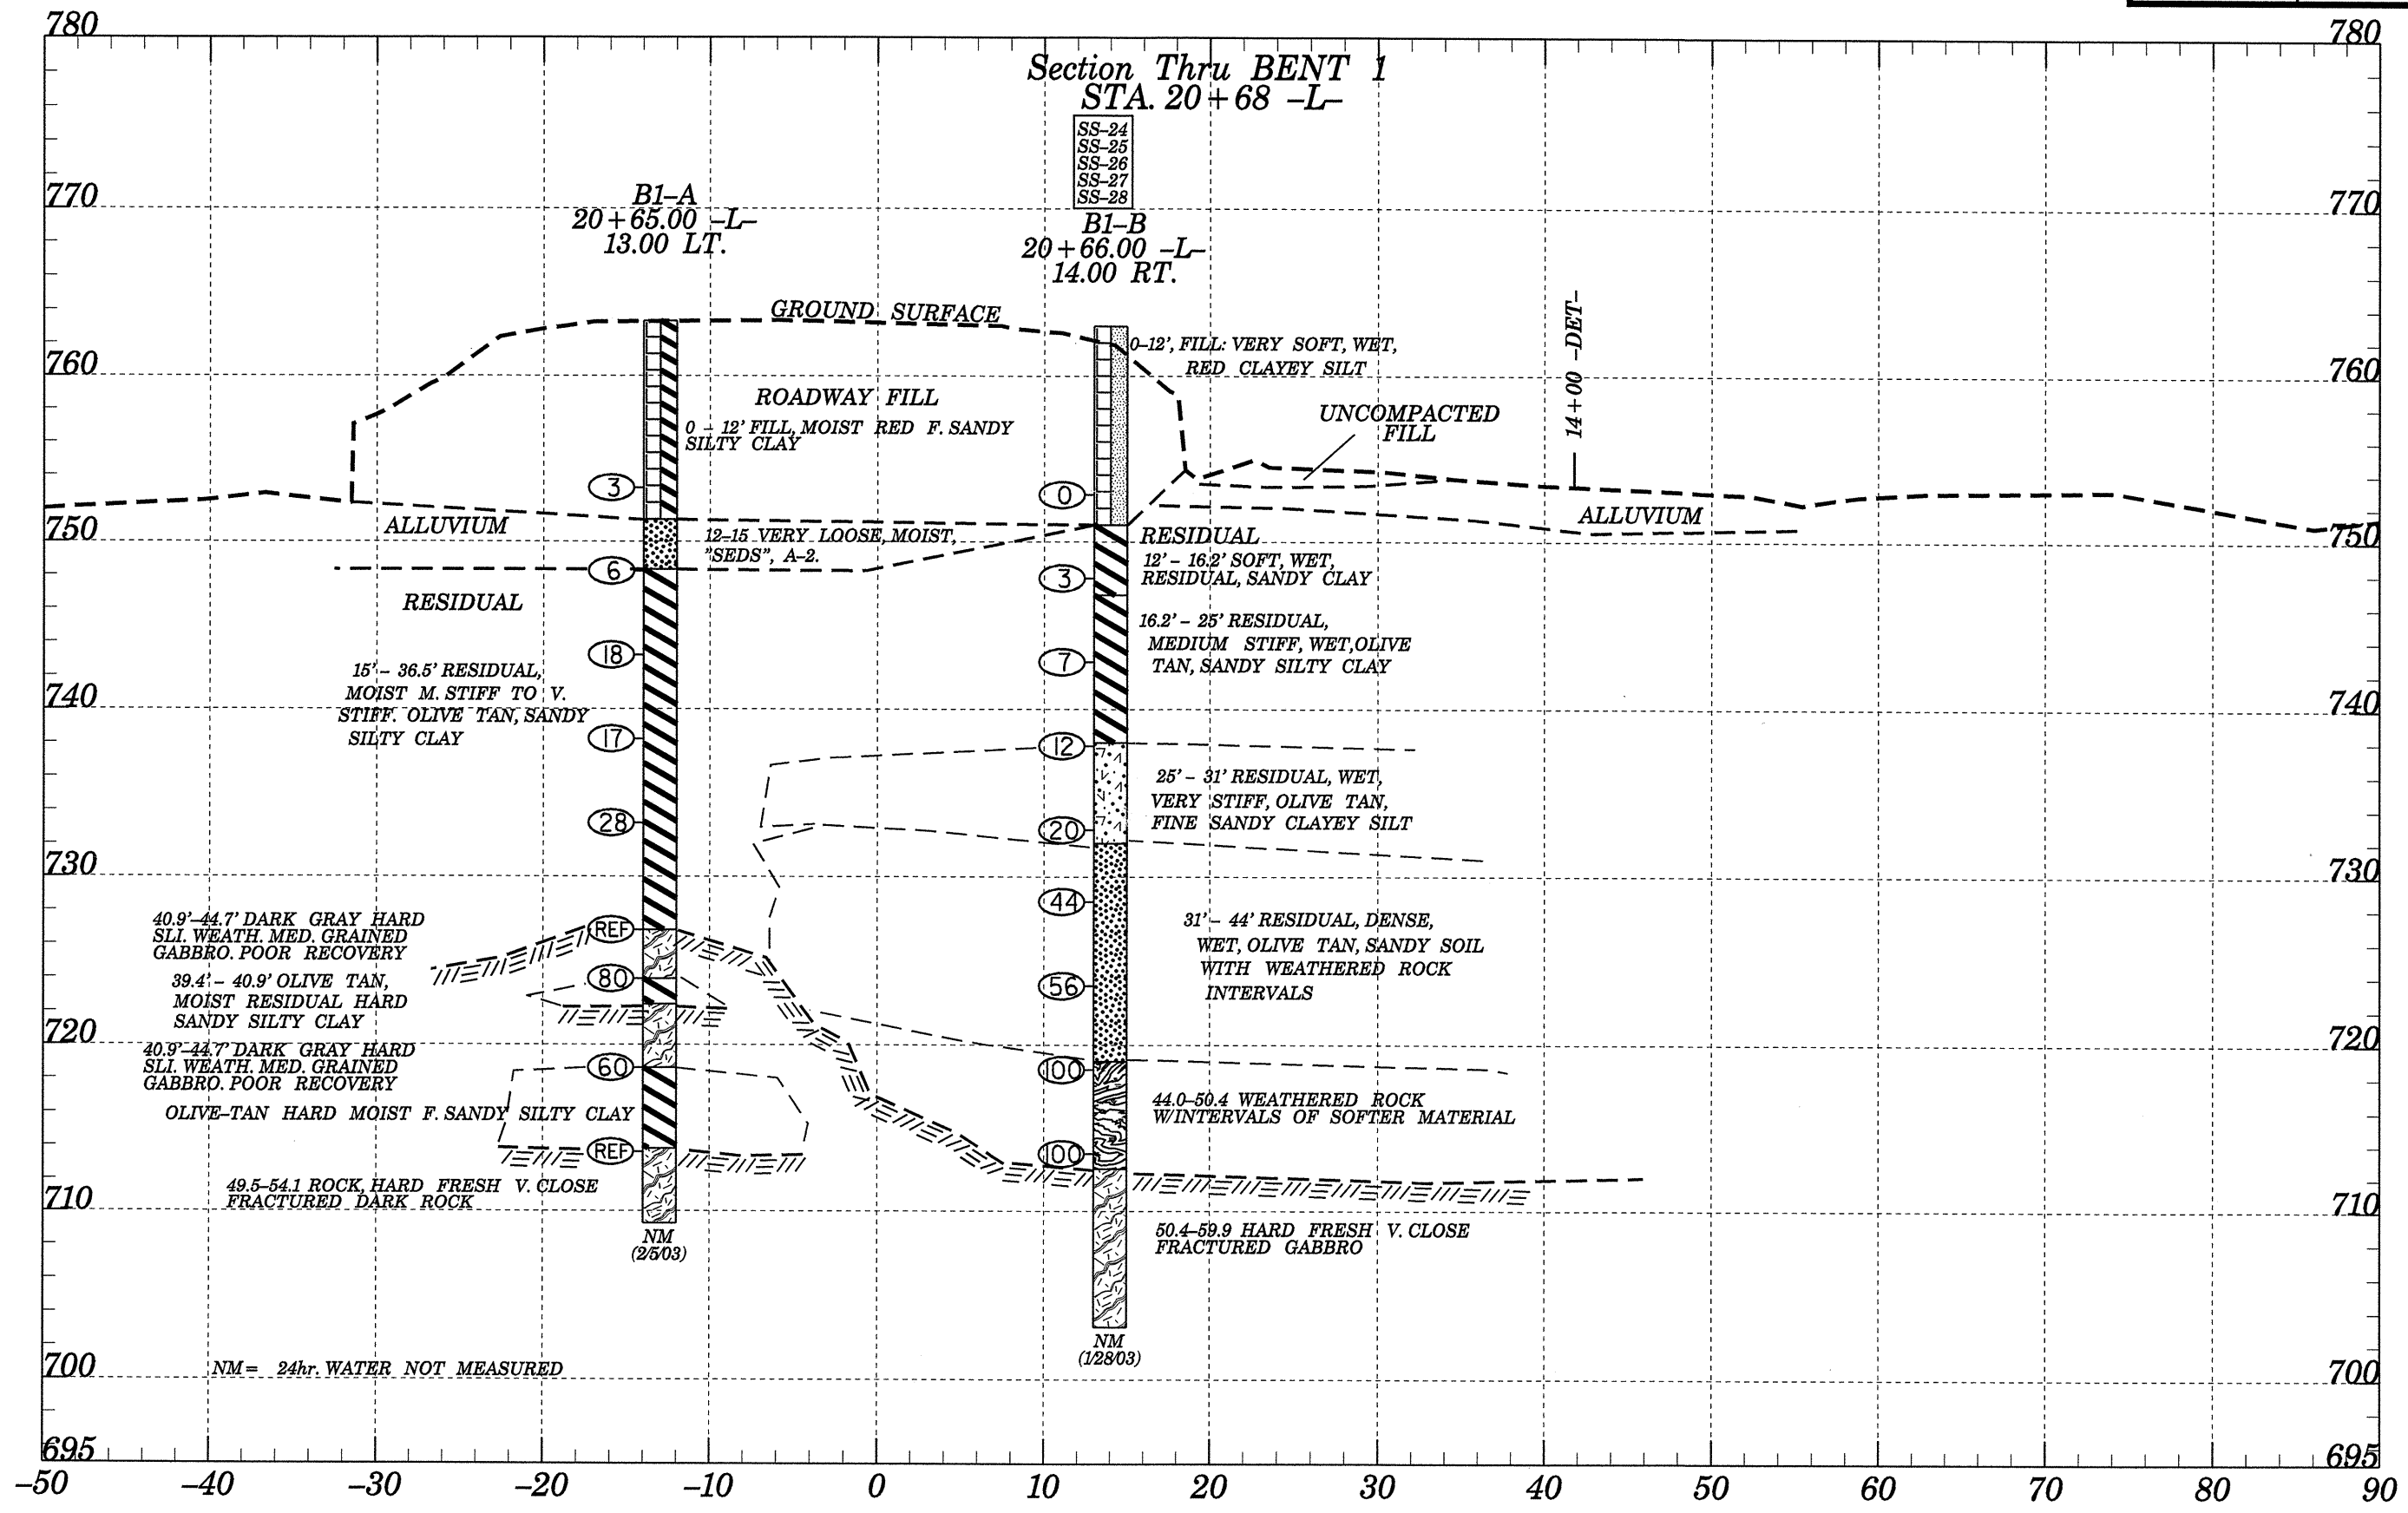 780
780
Section Thru BENT 1
STA. 20+68 -L-
SS-24
SS-25
SS-26
SS-27
SS-28
770
770
B1-A
20+65.00 -L-
13.00 LT.
B1-B
20+66.00 -L-
14.00 RT.
GROUND SURFACE
14+00 -DET-
0-12', FILL: VERY SOFT, WET,
RED CLAYEY SILT
760
760
ROADWAY FILL
0 - 12' FILL, MOIST RED F. SANDY
SILTY CLAY
UNCOMPACTED
FILL
3
0
750
750
ALLUVIUM
ALLUVIUM
12-15 VERY LOOSE, MOIST,
"SEDS", A-2.
RESIDUAL
12' - 16.2' SOFT, WET,
RESIDUAL, SANDY CLAY
6
3
RESIDUAL
16.2' - 25' RESIDUAL,
MEDIUM STIFF, WET, OLIVE
TAN, SANDY SILTY CLAY
18
7
15' - 36.5' RESIDUAL,
MOIST M. STIFF TO V.
STIFF. OLIVE TAN, SANDY
SILTY CLAY
740
740
17
12
25' - 31' RESIDUAL, WET,
VERY STIFF, OLIVE TAN,
FINE SANDY CLAYEY SILT
28
20
730
730
44
40.9'-44.7' DARK GRAY HARD
SLI. WEATH. MED. GRAINED
GABBRO. POOR RECOVERY
REF
31' - 44' RESIDUAL, DENSE,
WET, OLIVE TAN, SANDY SOIL
WITH WEATHERED ROCK
INTERVALS
39.4' - 40.9' OLIVE TAN,
MOIST RESIDUAL HARD
SANDY SILTY CLAY
80
56
720
720
40.9'-44.7' DARK GRAY HARD
SLI. WEATH. MED. GRAINED
GABBRO. POOR RECOVERY
60
100
44.0-50.4 WEATHERED ROCK
W/INTERVALS OF SOFTER MATERIAL
OLIVE-TAN HARD MOIST F. SANDY SILTY CLAY
REF
100
49.5-54.1 ROCK, HARD FRESH V. CLOSE
FRACTURED DARK ROCK
710
710
50.4-59.9 HARD FRESH V. CLOSE
FRACTURED GABBRO
NM
(2/5/03)
NM
(1/28/03)
700
700
NM= 24hr. WATER NOT MEASURED
695
695
-50 -40 -30 -20 -10 0 10 20 30 40 50 60 70 80 90